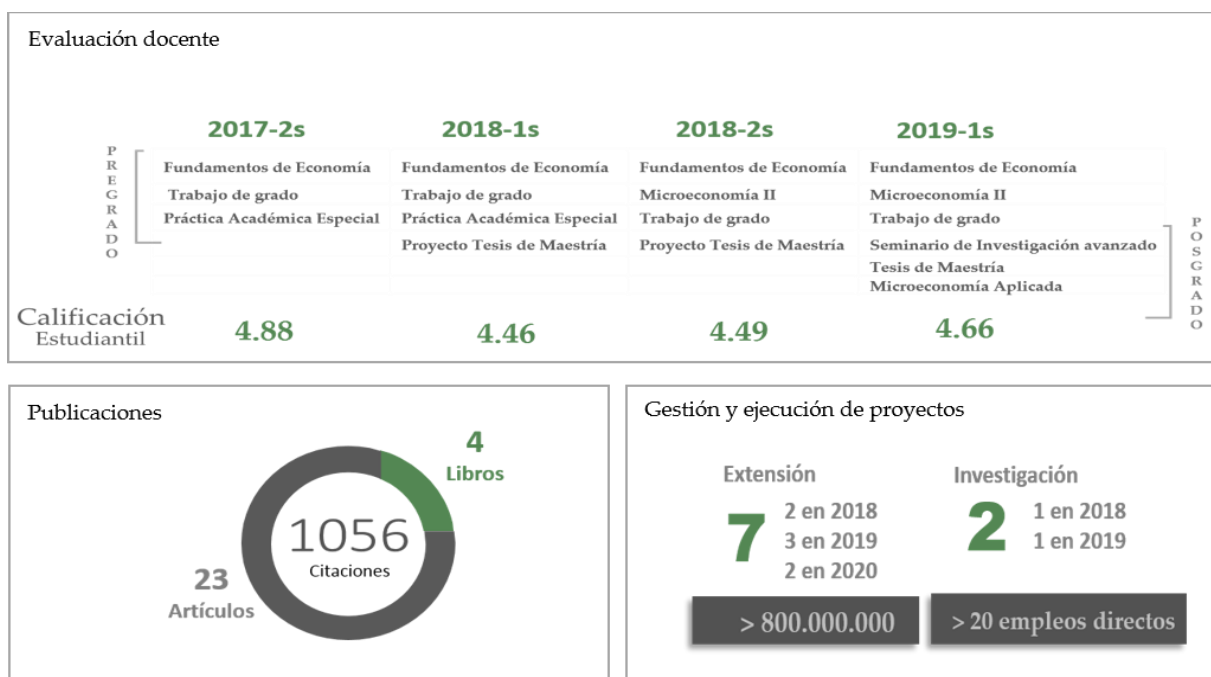 Evaluación docente
2017-2s 2018-1s 2018-2s 2019-1s
PREGRADO
Fundamentos de Economía Fundamentos de Economía Fundamentos de Economía Fundamentos de Economía
Trabajo de grado Trabajo de grado Microeconomía II Microeconomía II
Práctica Académica Especial Práctica Académica Especial Trabajo de grado Trabajo de grado
Proyecto Tesis de Maestría Proyecto Tesis de Maestría Seminario de Investigación avanzado
Tesis de Maestría
Microeconomía Aplicada
POSGRADO
Calificación
Estudiantil
4.88 4.46 4.49 4.66
Publicaciones
4
Libros
1056
Citaciones
23
Artículos
Gestión y ejecución de proyectos
Extensión
7
2 en 2018
3 en 2019
2 en 2020
> 800.000.000
Investigación
2
1 en 2018
1 en 2019
> 20 empleos directos